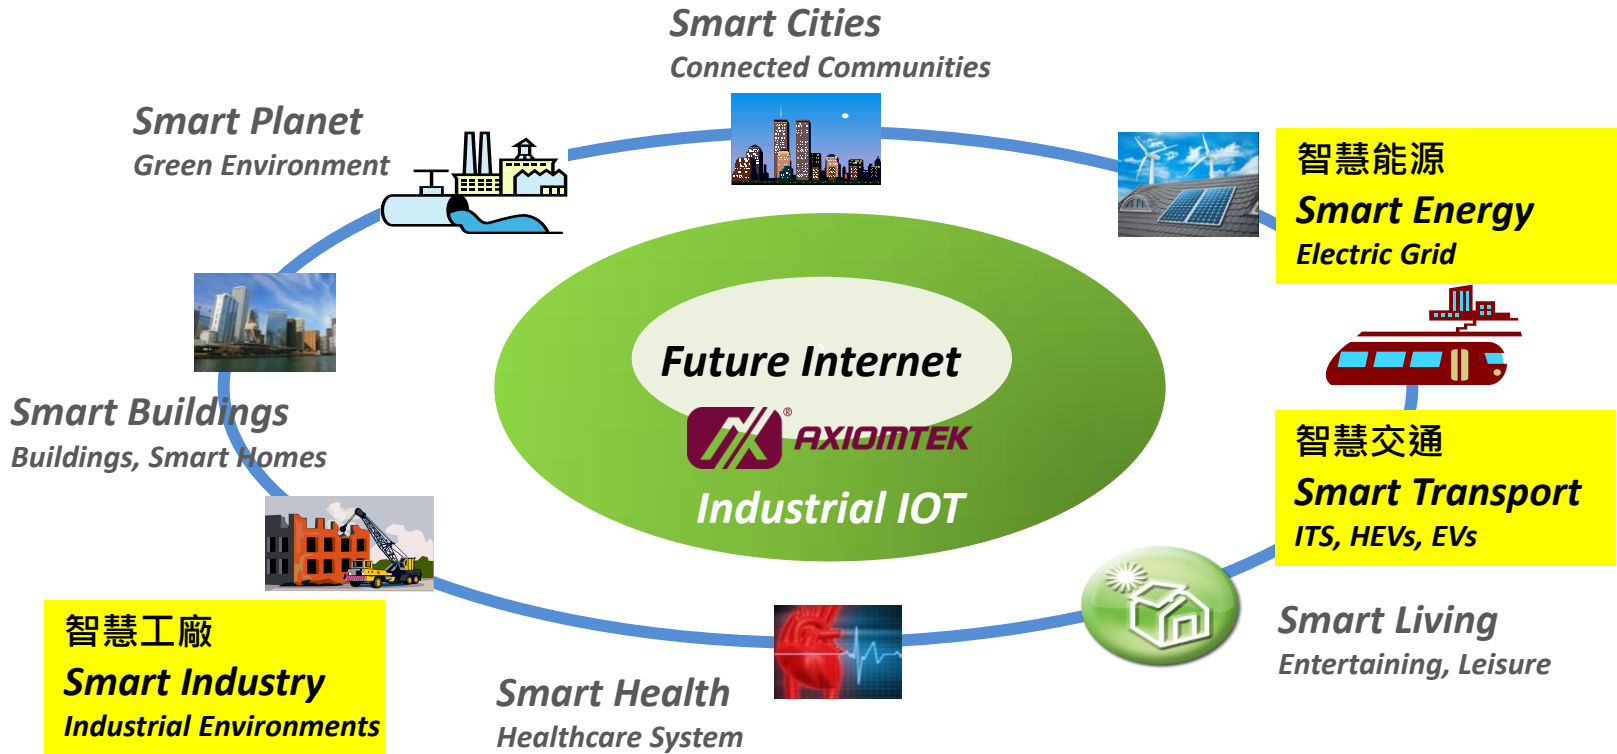 Smart Cities
Connected Communities
Smart Planet
Green Environment
智慧能源
Smart Energy
Electric Grid
Future Internet
AXIOMTEK®
Industrial IOT
Smart Buildings
Buildings, Smart Homes
智慧交通
Smart Transport
ITS, HEVs, EVs
智慧工廠
Smart Industry
Industrial Environments
Smart Health
Healthcare System
Smart Living
Entertaining, Leisure